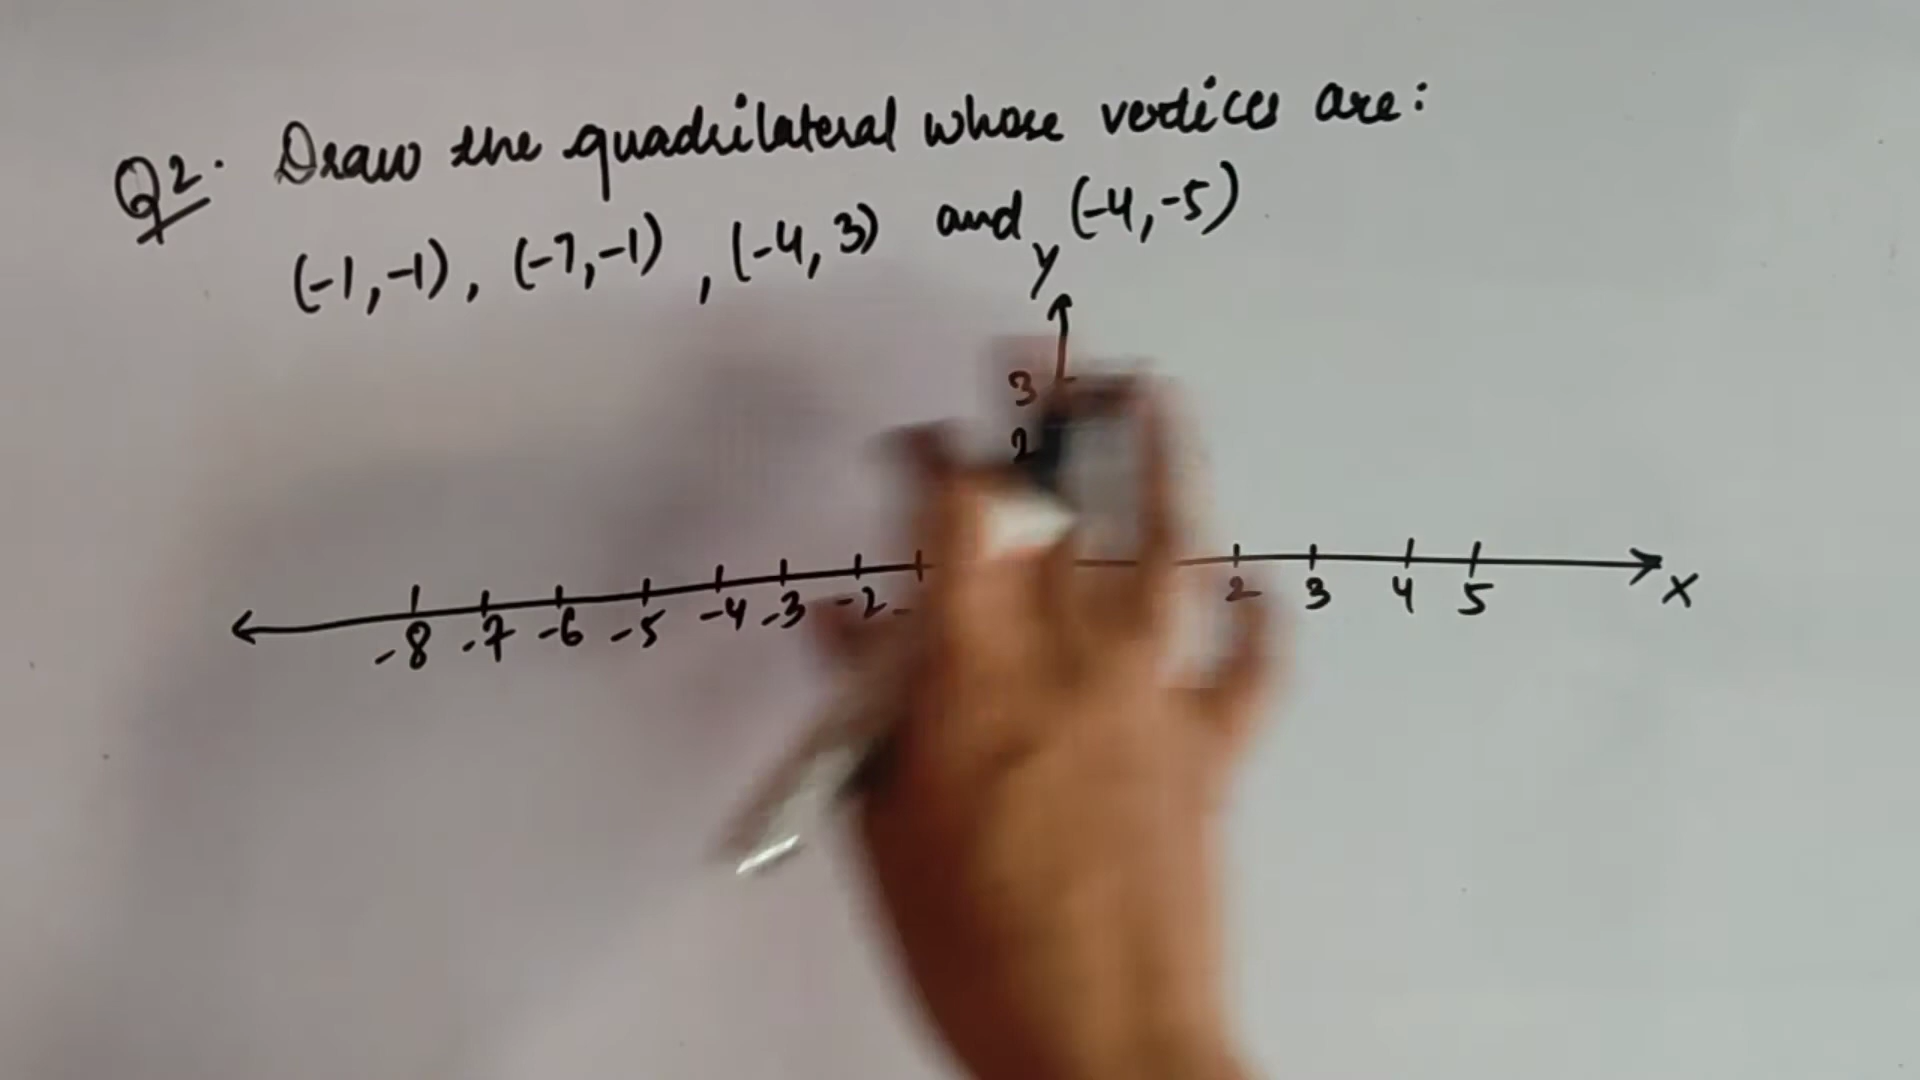 Q2. Draw the quadrilateral whose vertices are:
(-1,-1), (-7,-1), (-4,3) and (-4,-5)
y
3
2
-8 -7 -6 -5 -4 -3 -2 - 2 3 4 5 x